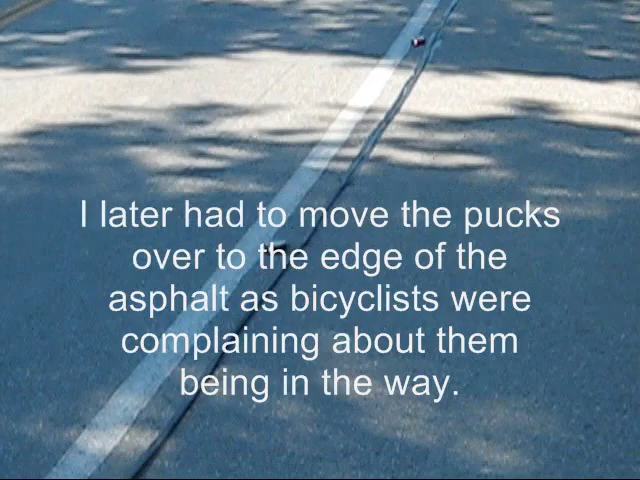 I later had to move the pucks
over to the edge of the
asphalt as bicyclists were
complaining about them
being in the way.